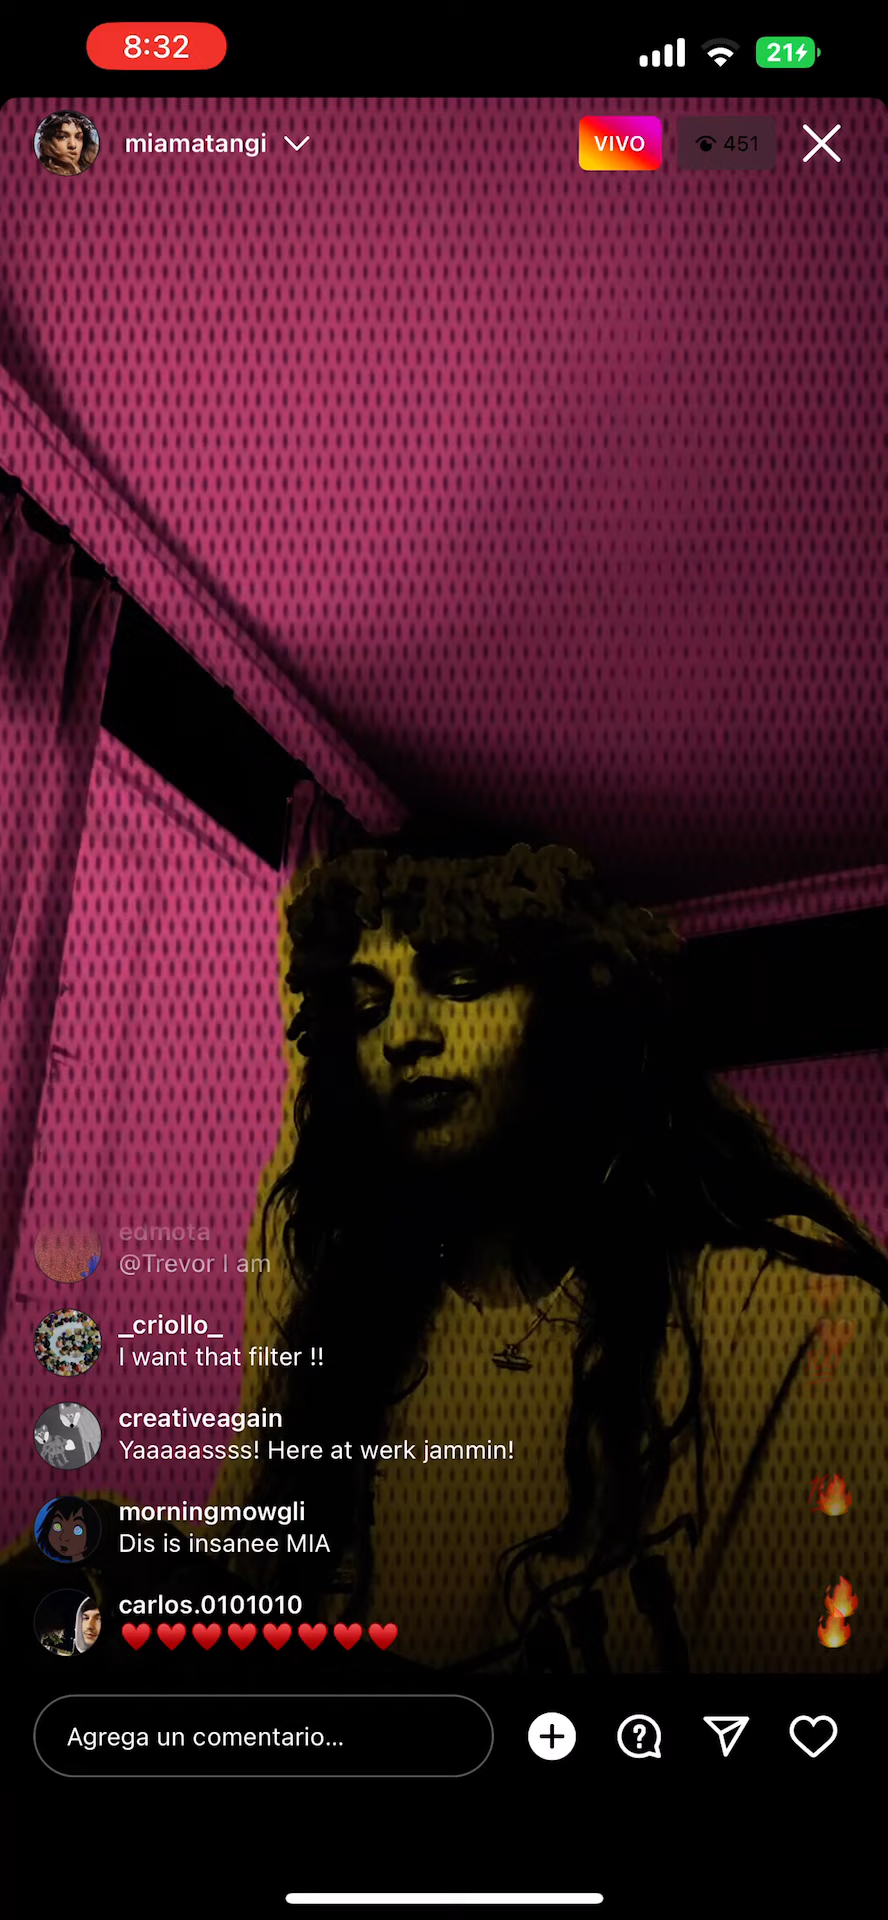 8:32
21
miamatangi
VIVO
451
edmota
@Trevor I am
_criollo_
I want that filter !!
creativeagain
Yaaaaassss! Here at werk jammin!
morningmowgli
Dis is insanee MIA
carlos.0101010
❤️❤️❤️❤️❤️❤️❤️❤️
Agrega un comentario...